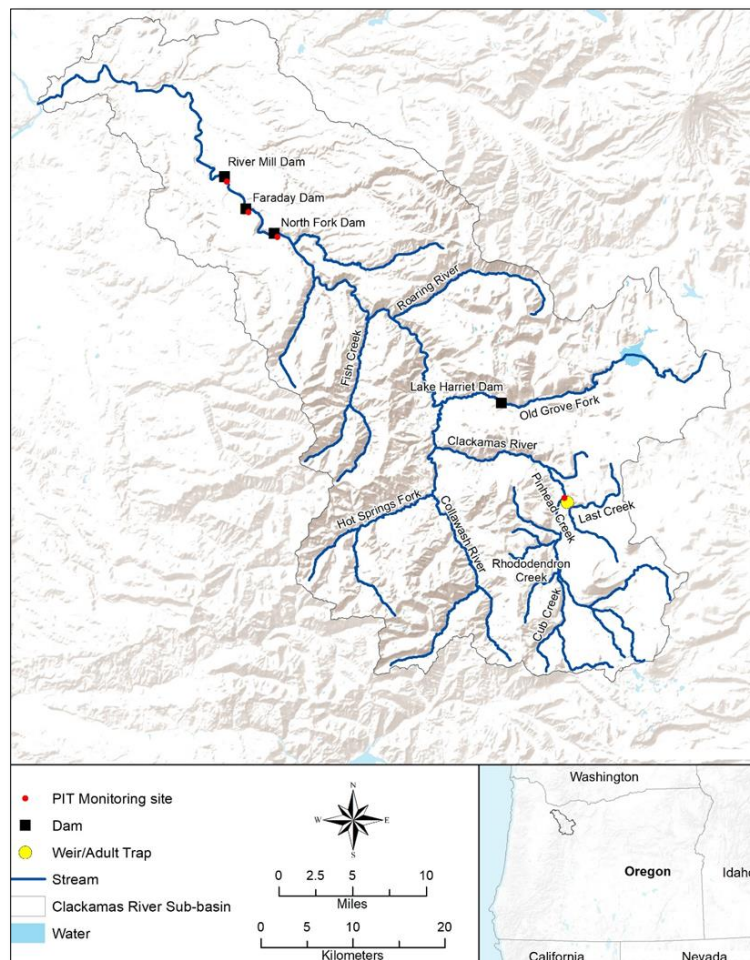 River Mill Dam
Faraday Dam
North Fork Dam
Roaring River
Fish Creek
Lake Harriet Dam
Old Grove Fork
Clackamas River
Pinhead Creek
Last Creek
Hot Springs Fork
Collawash River
Rhododendron
Creek
Cub Creek
PIT Monitoring site
Dam
Weir/Adult Trap
Stream
Clackamas River Sub-basin
Water
N
W
E
S
0 2.5 5 10
Miles
0 5 10 20
Kilometers
Washington
Oregon
Idaho
California
Nevada